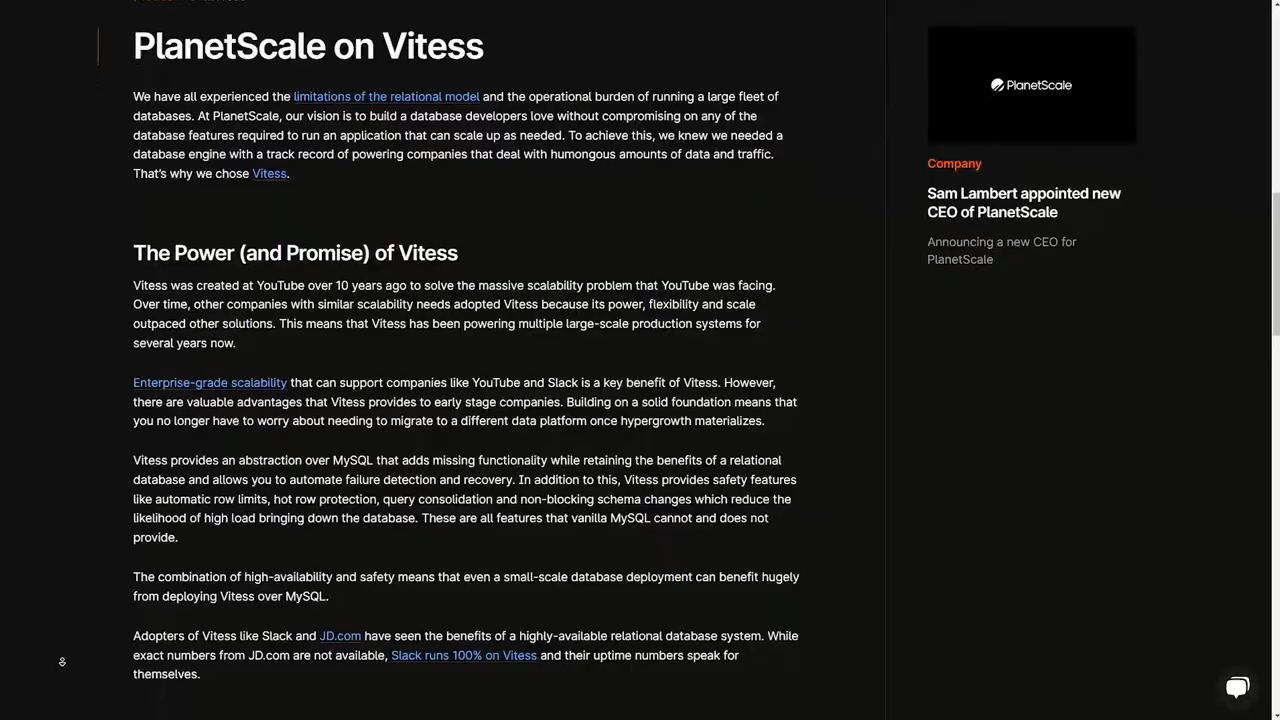 PlanetScale on Vitess
We have all experienced the limitations of the relational model and the operational burden of running a large fleet of
databases. At PlanetScale, our vision is to build a database developers love without compromising on any of the
database features required to run an application that can scale up as needed. To achieve this, we knew we needed a
database engine with a track record of powering companies that deal with humongous amounts of data and traffic.
That's why we chose Vitess.
The Power (and Promise) of Vitess
Vitess was created at YouTube over 10 years ago to solve the massive scalability problem that YouTube was facing.
Over time, other companies with similar scalability needs adopted Vitess because its power, flexibility and scale
outpaced other solutions. This means that Vitess has been powering multiple large-scale production systems for
several years now.
Enterprise-grade scalability that can support companies like YouTube and Slack is a key benefit of Vitess. However,
there are valuable advantages that Vitess provides to early stage companies. Building on a solid foundation means that
you no longer have to worry about needing to migrate to a different data platform once hypergrowth materializes.
Vitess provides an abstraction over MySQL that adds missing functionality while retaining the benefits of a relational
database and allows you to automate failure detection and recovery. In addition to this, Vitess provides safety features
like automatic row limits, hot row protection, query consolidation and non-blocking schema changes which reduce the
likelihood of high load bringing down the database. These are all features that vanilla MySQL cannot and does not
provide.
The combination of high-availability and safety means that even a small-scale database deployment can benefit hugely
from deploying Vitess over MySQL.
Adopters of Vitess like Slack and JD.com have seen the benefits of a highly-available relational database system. While
exact numbers from JD.com are not available, Slack runs 100% on Vitess and their uptime numbers speak for
themselves.
PlanetScale
Company
Sam Lambert appointed new
CEO of PlanetScale
Announcing a new CEO for
PlanetScale